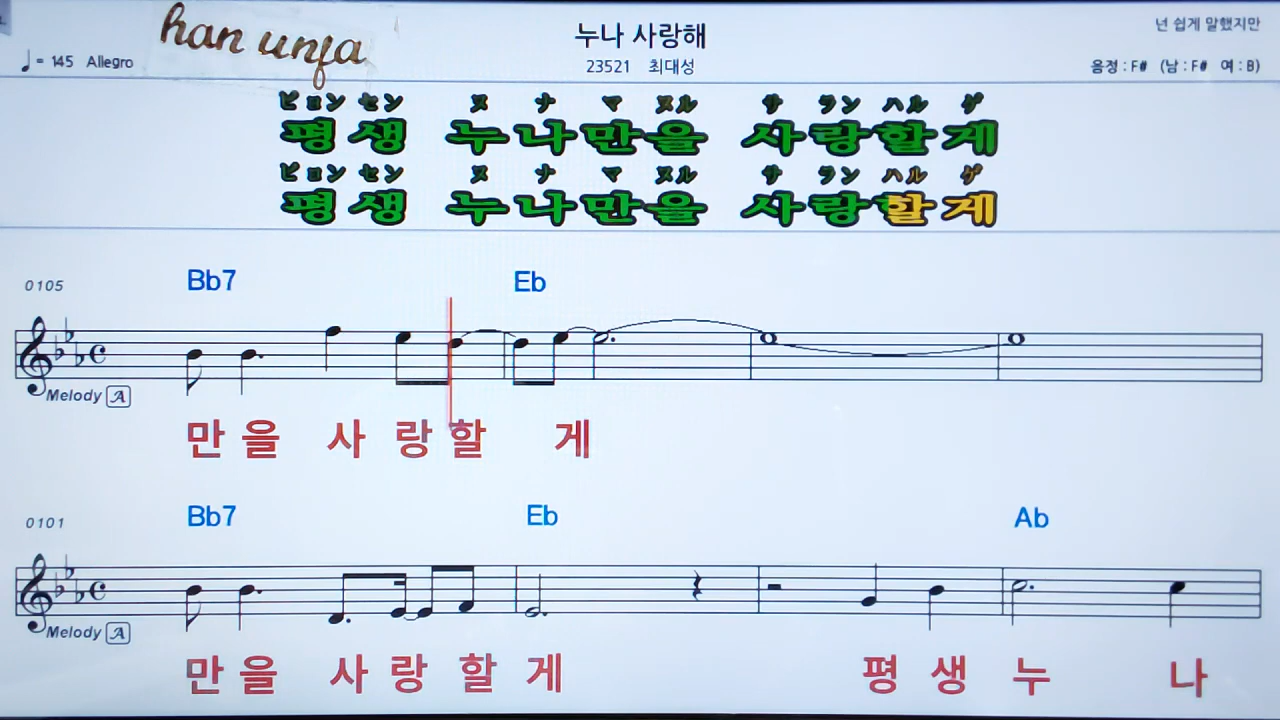 han unja
누나 사랑해
넌 쉽게 말했지만
♩= 145 Allegro
23521 최대성
음정 : F# (남 : F# 여 : B)
ピョン セン ヌ ナ マ ヌル サ ラン ハル ゲ
평생 누나만을 사랑할게
ピョン セン ヌ ナ マ ヌル サ ラン ハル ゲ
평생 누나만을 사랑할게
0105 Bb7 Eb
Melody A
만 을 사 랑 할 게
0101 Bb7 Eb Ab
Melody A
만 을 사 랑 할 게 평 생 누 나